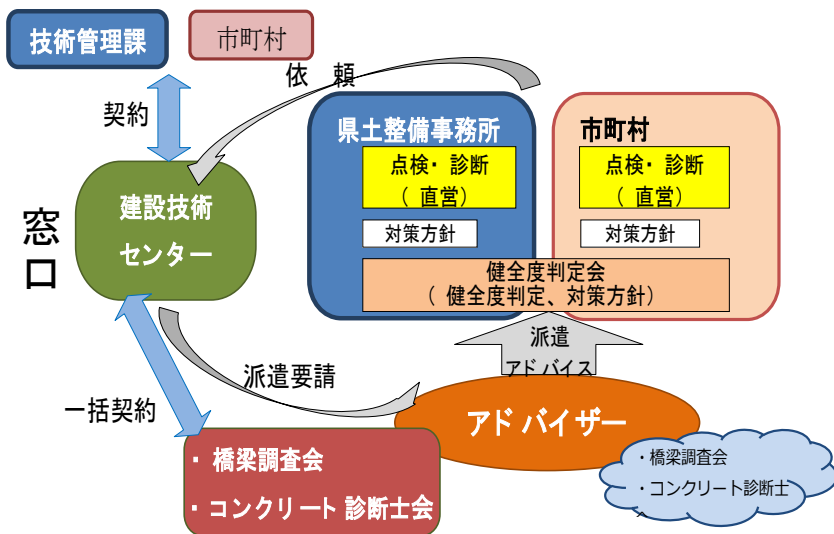 技術管理課
市町村
依 頼
契約
県土整備事務所
市町村
点検・診断
(直営)
点検・診断
(直営)
対策方針
対策方針
健全度判定会
(健全度判定、対策方針)
窓口
建設技術
センター
派遣
アドバイス
派遣要請
一括契約
アドバイザー
・橋梁調査会
・コンクリート診断士会
・橋梁調査会
・コンクリート診断士